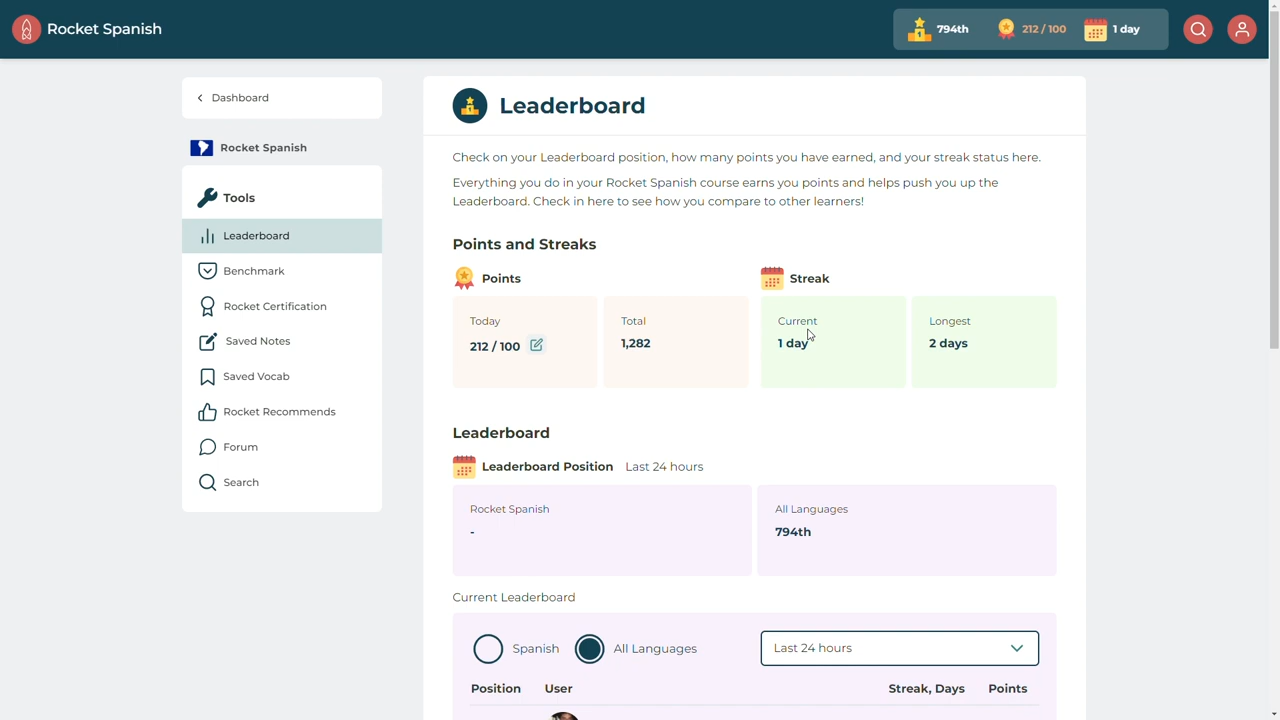 Rocket Spanish
794th
212 / 100
1 day
Dashboard
Rocket Spanish
Tools
Leaderboard
Benchmark
Rocket Certification
Saved Notes
Saved Vocab
Rocket Recommends
Forum
Search
Leaderboard
Check on your Leaderboard position, how many points you have earned, and your streak status here.
Everything you do in your Rocket Spanish course earns you points and helps push you up the
Leaderboard. Check in here to see how you compare to other learners!
Points and Streaks
Points
Streak
Today
212 / 100
Total
1,282
Current
1 day
Longest
2 days
Leaderboard
Leaderboard Position Last 24 hours
Rocket Spanish
-
All Languages
794th
Current Leaderboard
Spanish
All Languages
Last 24 hours
Position User Streak, Days Points